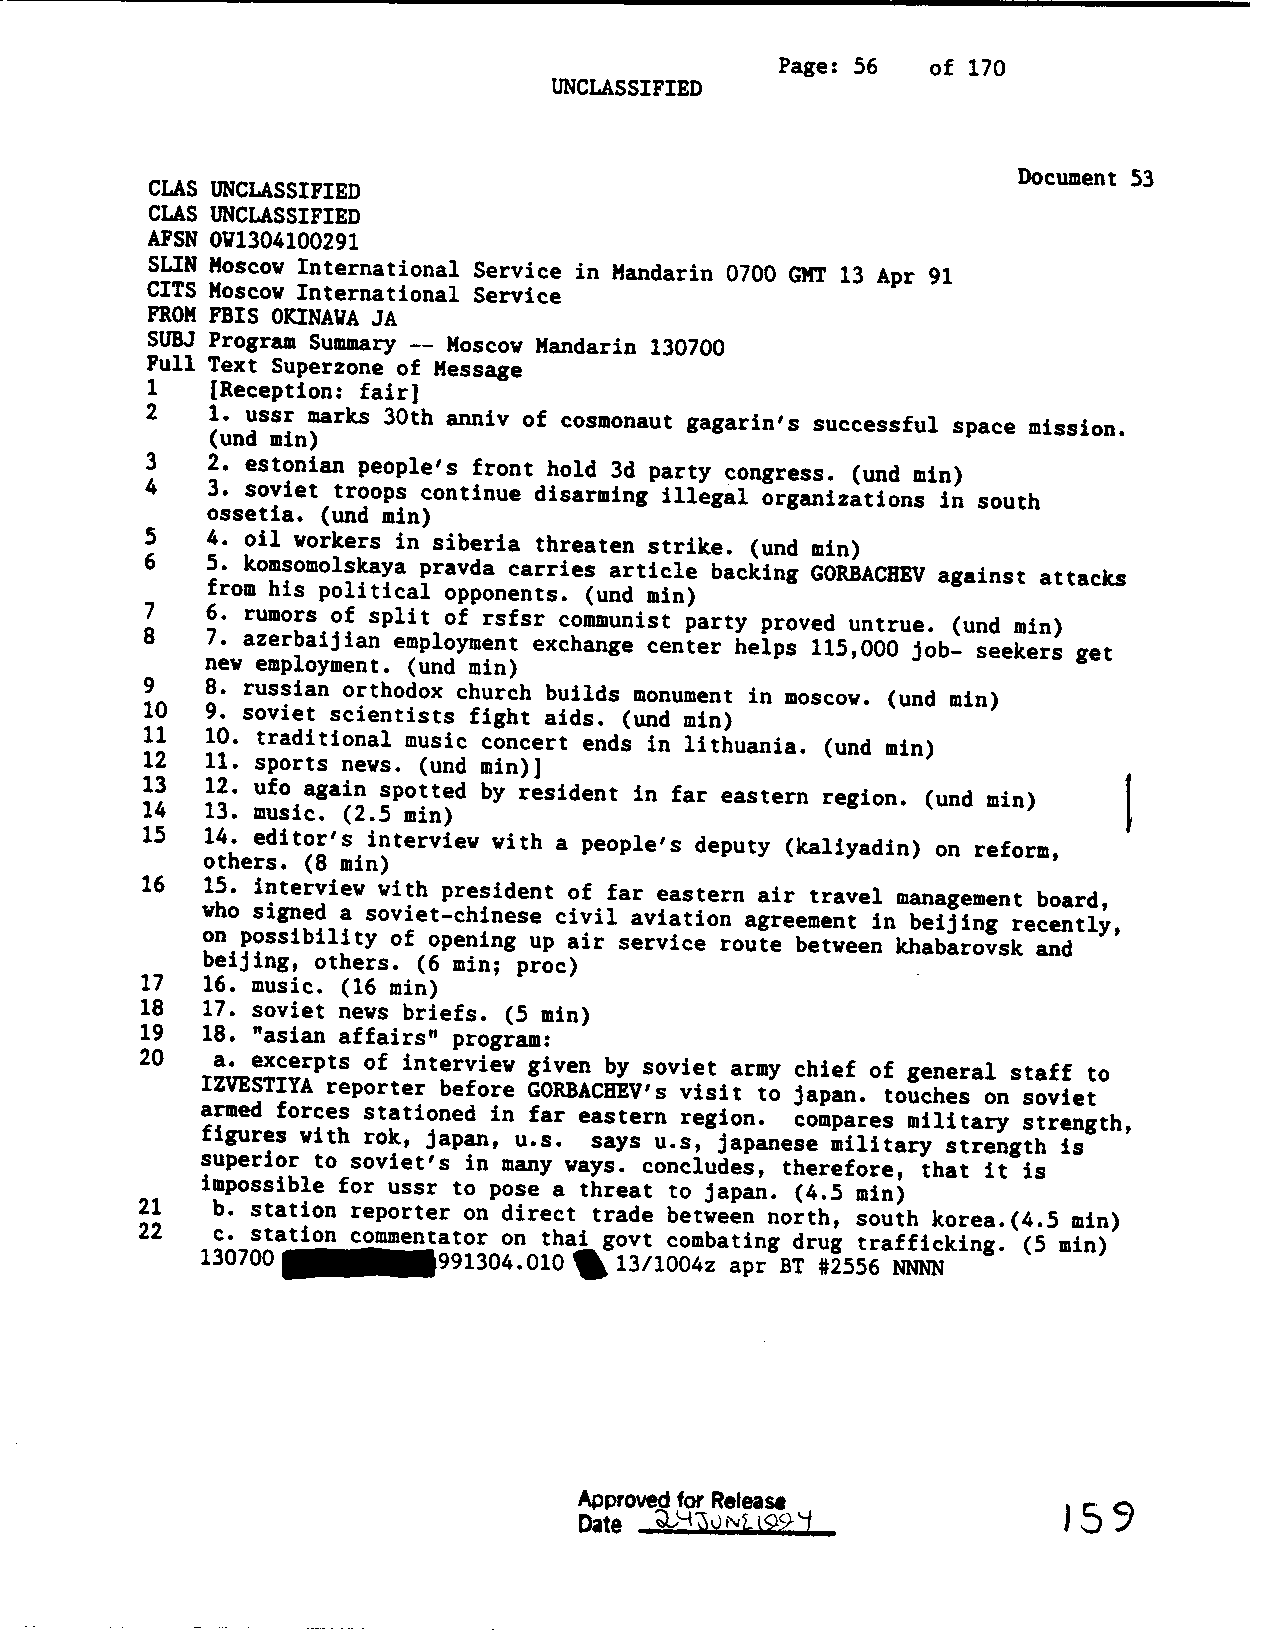 Page: 56 of 170
UNCLASSIFIED
Document 53
CLAS UNCLASSIFIED
CLAS UNCLASSIFIED
AFSN OW1304100291
SLIN Moscow International Service in Mandarin 0700 GMT 13 Apr 91
CITS Moscow International Service
FROM FBIS OKINAWA JA
SUBJ Program Summary -- Moscow Mandarin 130700
Full Text Superzone of Message
1 [Reception: fair]
2 1. ussr marks 30th anniv of cosmonaut gagarin's successful space mission.
(und min)
3 2. estonian people's front hold 3d party congress. (und min)
4 3. soviet troops continue disarming illegal organizations in south
ossetia. (und min)
5 4. oil workers in siberia threaten strike. (und min)
6 5. komsomolskaya pravda carries article backing GORBACHEV against attacks
from his political opponents. (und min)
7 6. rumors of split of rsfsr communist party proved untrue. (und min)
8 7. azerbaijian employment exchange center helps 115,000 job- seekers get
new employment. (und min)
9 8. russian orthodox church builds monument in moscow. (und min)
10 9. soviet scientists fight aids. (und min)
11 10. traditional music concert ends in lithuania. (und min)
12 11. sports news. (und min)]
13 12. ufo again spotted by resident in far eastern region. (und min)
14 13. music. (2.5 min)
15 14. editor's interview with a people's deputy (kaliyadin) on reform,
others. (8 min)
16 15. interview with president of far eastern air travel management board,
who signed a soviet-chinese civil aviation agreement in beijing recently,
on possibility of opening up air service route between khabarovsk and
beijing, others. (6 min; proc)
17 16. music. (16 min)
18 17. soviet news briefs. (5 min)
19 18. "asian affairs" program:
20 a. excerpts of interview given by soviet army chief of general staff to
IZVESTIYA reporter before GORBACHEV's visit to japan. touches on soviet
armed forces stationed in far eastern region. compares military strength,
figures with rok, japan, u.s. says u.s, japanese military strength is
superior to soviet's in many ways. concludes, therefore, that it is
impossible for ussr to pose a threat to japan. (4.5 min)
21 b. station reporter on direct trade between north, south korea.(4.5 min)
22 c. station commentator on thai govt combating drug trafficking. (5 min)
130700 991304.010 13/1004z apr BT #2556 NNNN
Approved for Release
Date 24 JUNE 1994
159